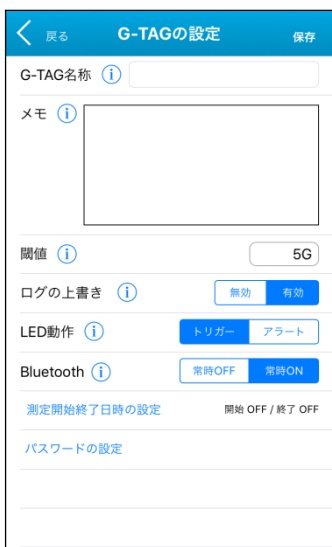 戻る G-TAGの設定 保存
G-TAG名称 i
メモ i
閾値 i 5G
ログの上書き i 無効 有効
LED動作 i トリガー アラート
Bluetooth i 常時OFF 常時ON
測定開始終了日時の設定 開始 OFF / 終了 OFF
パスワードの設定